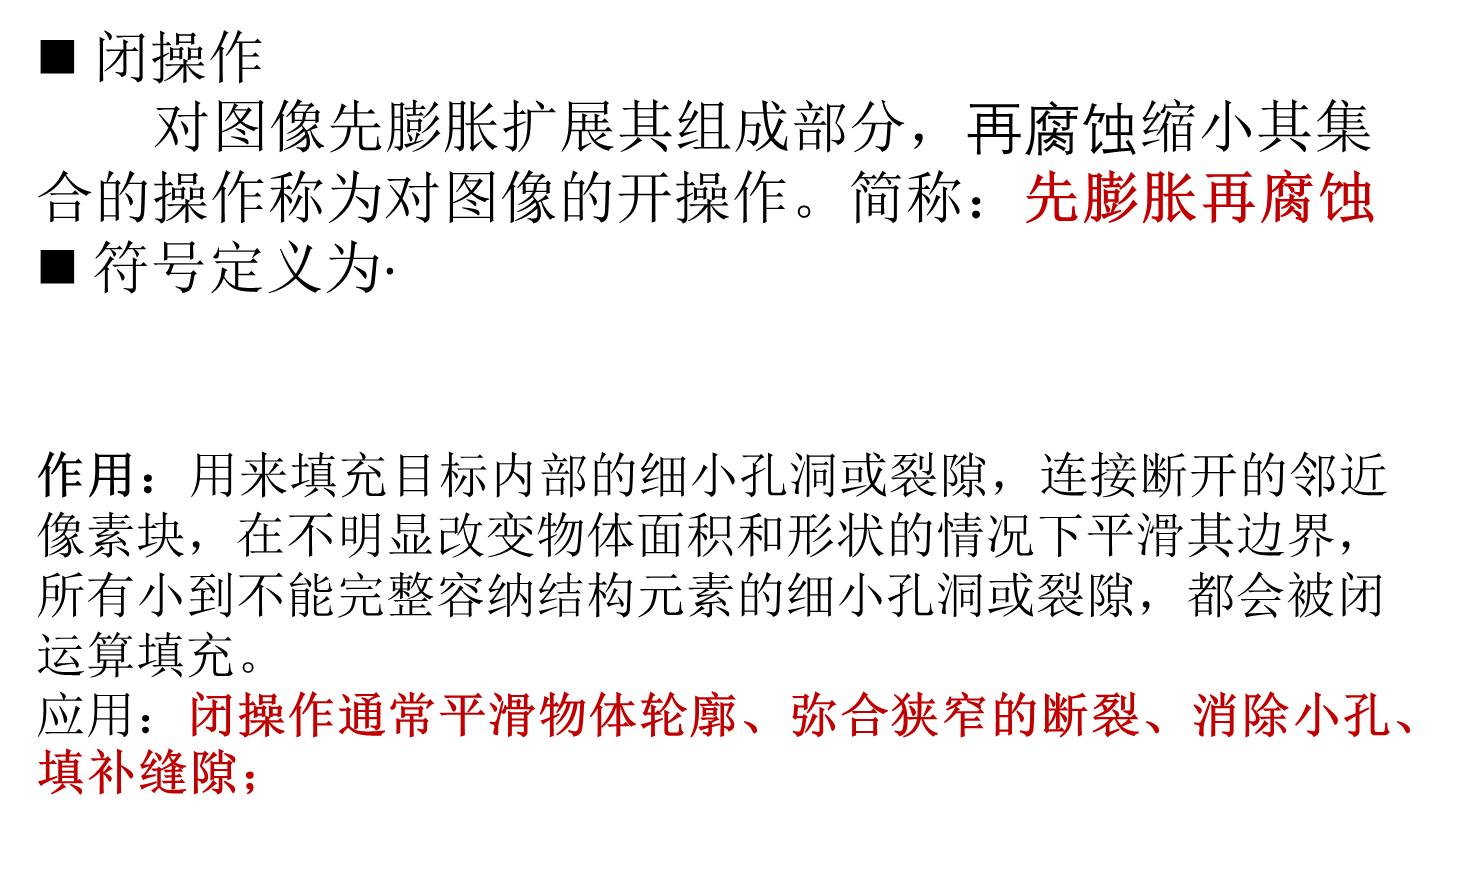 ■ 闭操作
对图像先膨胀扩展其组成部分，再腐蚀缩小其集
合的操作称为对图像的开操作。简称：先膨胀再腐蚀
■ 符号定义为·
作用：用来填充目标内部的细小孔洞或裂隙，连接断开的邻近
像素块，在不明显改变物体面积和形状的情况下平滑其边界，
所有小到不能完整容纳结构元素的细小孔洞或裂隙，都会被闭
运算填充。
应用：闭操作通常平滑物体轮廓、弥合狭窄的断裂、消除小孔、
填补缝隙；